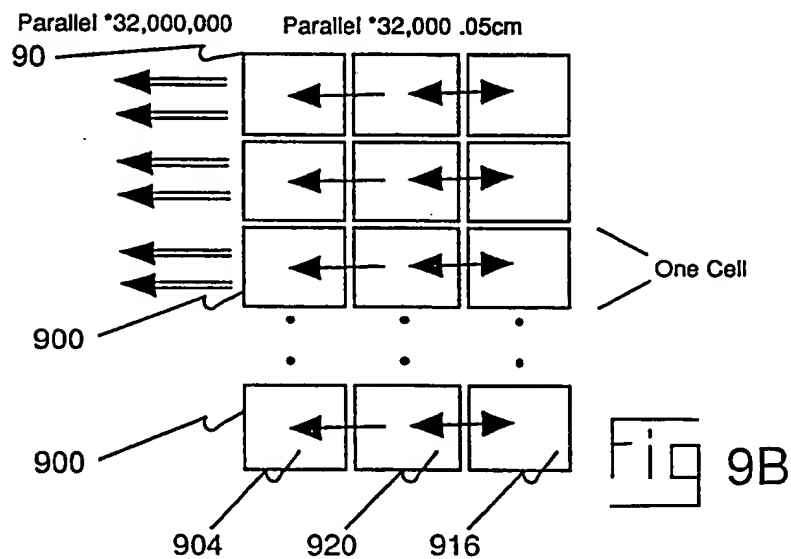 Parallel *32,000,000 Parallel *32,000 .05cm
90
One Cell
900
900
Fig 9B
904 920 916